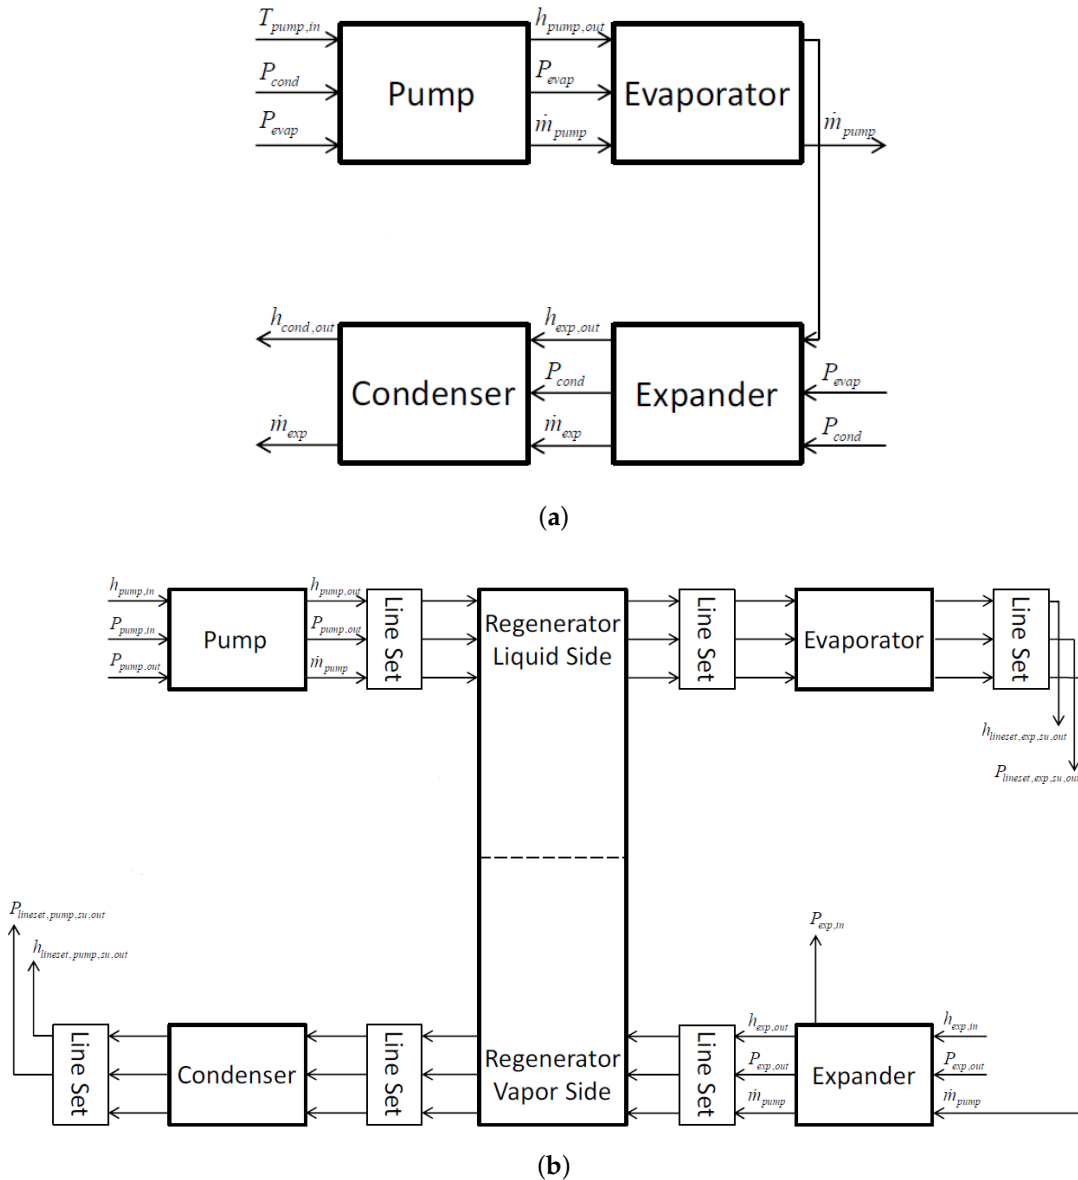 T_pump,in
h_pump,out
P_cond
Pump
P_evap
Evaporator
P_evap
ṁ_pump
ṁ_pump
h_cond,out
h_exp,out
Condenser
P_cond
Expander
P_evap
ṁ_exp
ṁ_exp
P_cond
(a)
h_pump,in
h_pump,out
P_pump,in
Pump
P_pump,out
Line Set
Regenerator
Liquid Side
Line Set
Evaporator
Line Set
P_pump,out
ṁ_pump
h_lineset,exp,su,out
P_lineset,exp,su,out
P_lineset,pump,su,out
h_lineset,pump,su,out
P_exp,in
Line Set
Condenser
Line Set
Regenerator
Vapor Side
Line Set
h_exp,out
P_exp,out
ṁ_pump
Expander
h_exp,in
P_exp,out
ṁ_pump
(b)